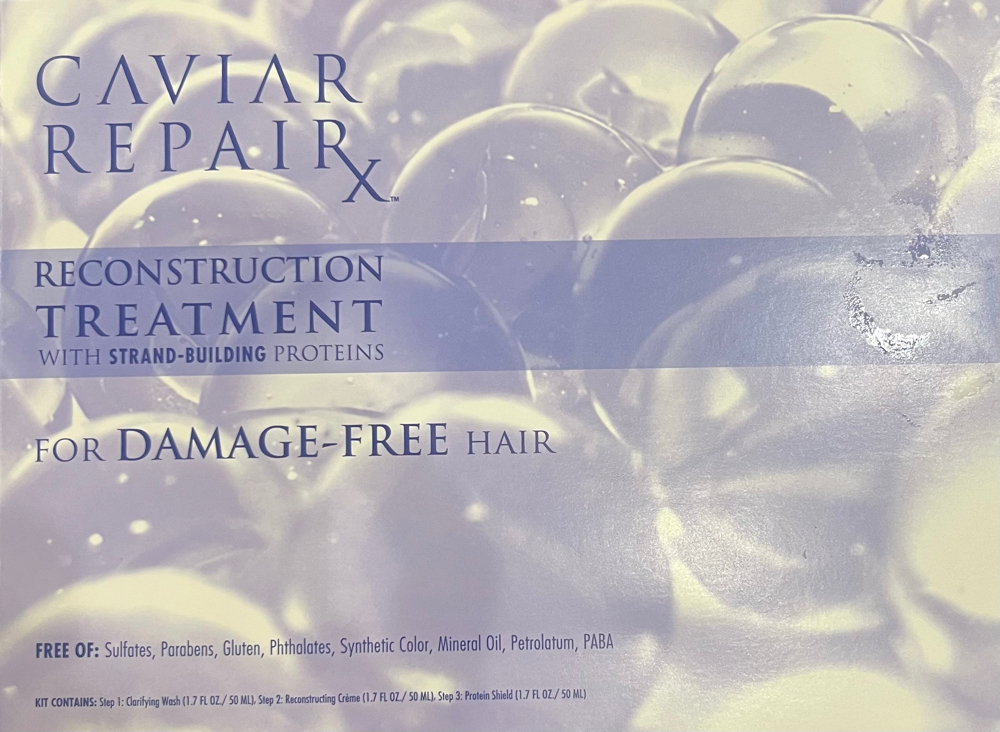 CAVIAR
REPAIRX™
RECONSTRUCTION
TREATMENT
WITH STRAND-BUILDING PROTEINS
FOR DAMAGE-FREE HAIR
FREE OF: Sulfates, Parabens, Gluten, Phthalates, Synthetic Color, Mineral Oil, Petrolatum, PABA
KIT CONTAINS: Step 1: Clarifying Wash (1.7 FL OZ./ 50 ML), Step 2: Reconstructing Crème (1.7 FL OZ./ 50 ML), Step 3: Protein Shield (1.7 FL OZ./ 50 ML)